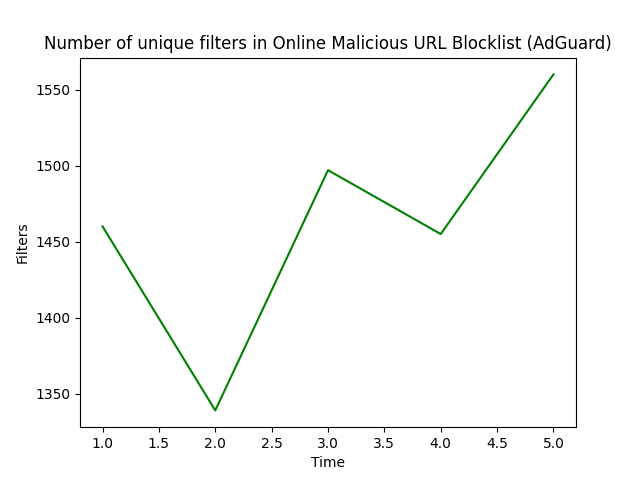 Number of unique filters in Online Malicious URL Blocklist (AdGuard)
1550
1500
1450
1400
1350
Filters
1.0 1.5 2.0 2.5 3.0 3.5 4.0 4.5 5.0
Time